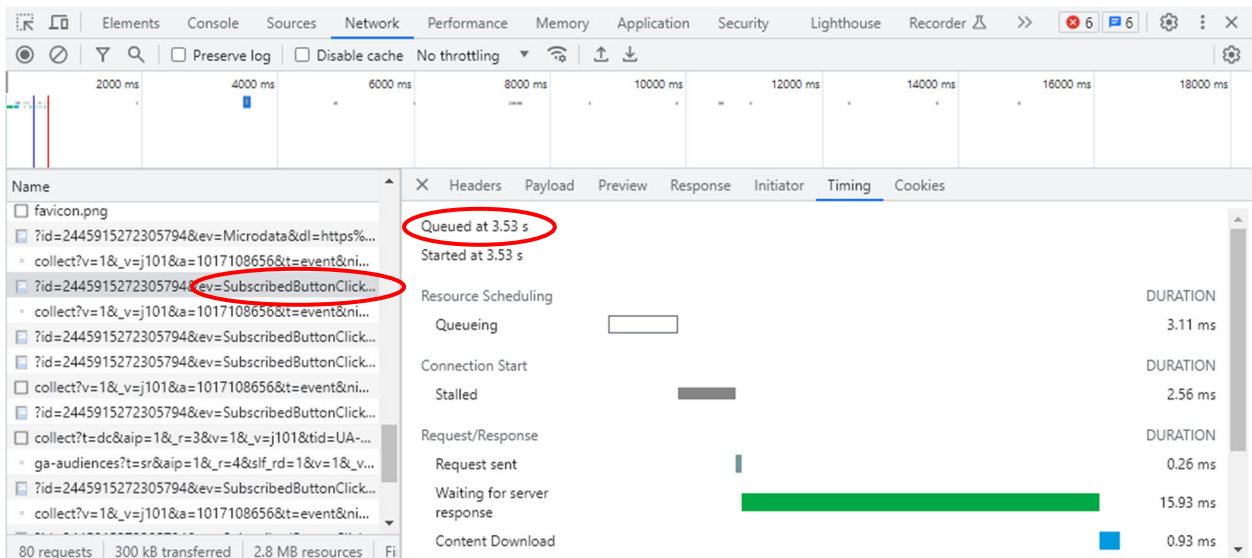 Elements Console Sources Network Performance Memory Application Security Lighthouse Recorder >> 6 6
Preserve log Disable cache No throttling
2000 ms 4000 ms 6000 ms 8000 ms 10000 ms 12000 ms 14000 ms 16000 ms 18000 ms
Name
favicon.png
?id=2445915272305794&ev=Microdata&dl=https%...
collect?v=1&_v=j101&a=1017108656&t=event&ni...
?id=2445915272305794&ev=SubscribedButtonClick...
collect?v=1&_v=j101&a=1017108656&t=event&ni...
?id=2445915272305794&ev=SubscribedButtonClick...
?id=2445915272305794&ev=SubscribedButtonClick...
collect?v=1&_v=j101&a=1017108656&t=event&ni...
?id=2445915272305794&ev=SubscribedButtonClick...
collect?t=dc&aip=1&_r=3&v=1&_v=j101&tid=UA-...
ga-audiences?t=sr&aip=1&_r=4&slf_rd=1&v=1&_v...
?id=2445915272305794&ev=SubscribedButtonClick...
collect?v=1&_v=j101&a=1017108656&t=event&ni...
80 requests 300 kB transferred 2.8 MB resources Fi
Headers Payload Preview Response Initiator Timing Cookies
Queued at 3.53 s
Started at 3.53 s
Resource Scheduling DURATION
Queueing 3.11 ms
Connection Start DURATION
Stalled 2.56 ms
Request/Response DURATION
Request sent 0.26 ms
Waiting for server
response 15.93 ms
Content Download 0.93 ms